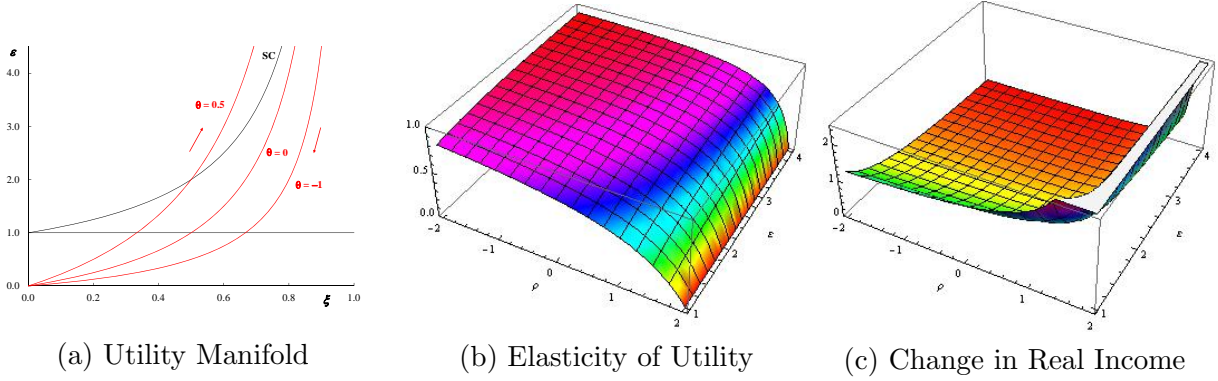 ε
4.0
3.0
2.0
1.0
0.0
0.0 0.2 0.4 0.6 0.8 1.0
ξ
SC
θ = 0.5
θ = 0
θ = −1
(a) Utility Manifold
1.0
0.5
0.0
−2
−1
0
1
2
ρ
1
2
3
4
ε
(b) Elasticity of Utility
2
1
0
−2
−1
0
1
2
ρ
1
2
3
4
ε
(c) Change in Real Income